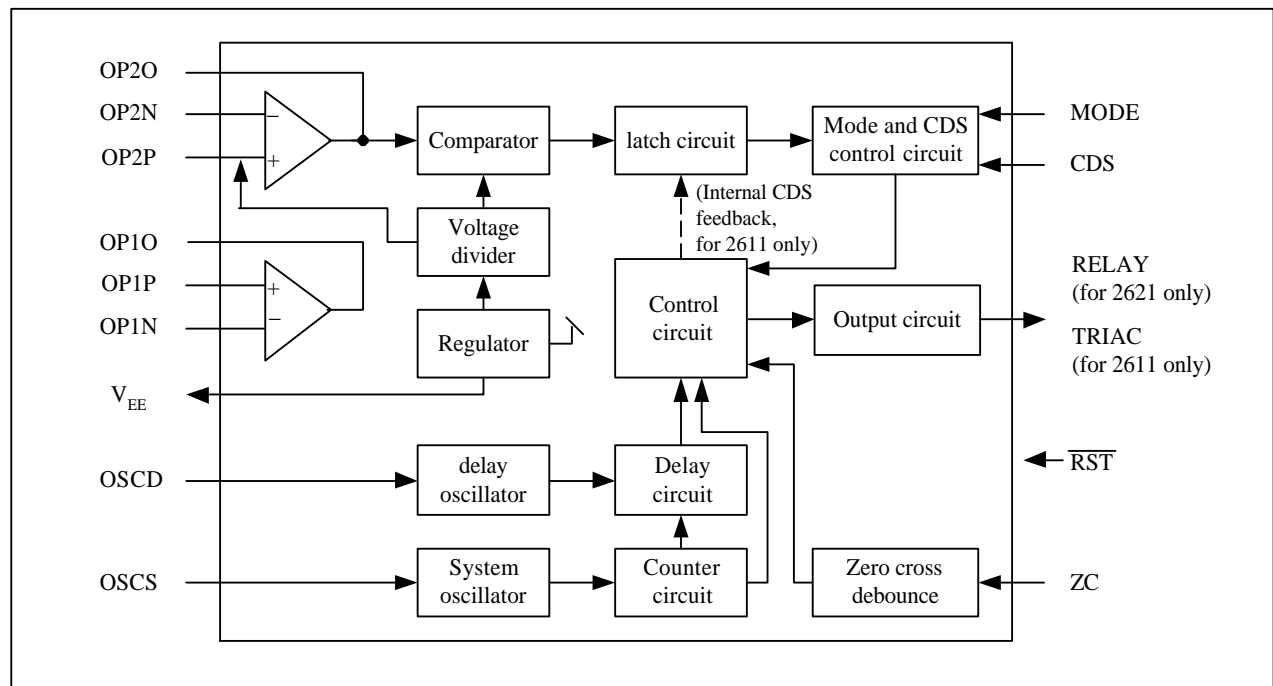 OP2O
OP2N
OP2P
OP1O
OP1P
OP1N
VEE
OSCD
OSCS
−
+
+
−
Comparator
latch circuit
Mode and CDS
control circuit
Voltage
divider
(Internal CDS
feedback,
for 2611 only)
Regulator
Control
circuit
Output circuit
delay
oscillator
Delay
circuit
System
oscillator
Counter
circuit
Zero cross
debounce
MODE
CDS
RELAY
(for 2621 only)
TRIAC
(for 2611 only)
RST
ZC